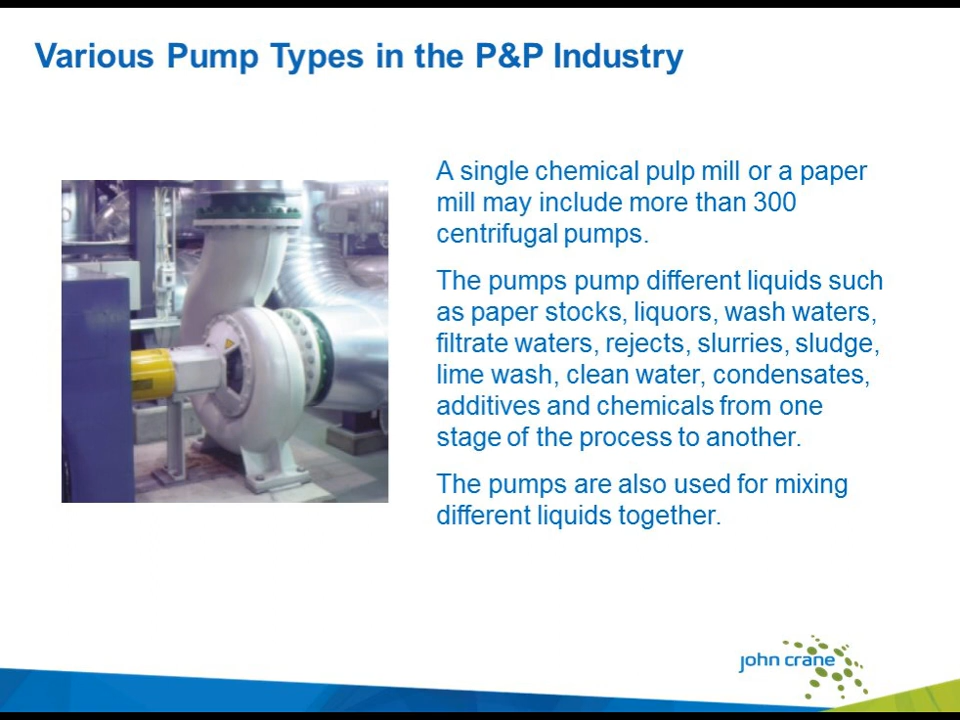 Various Pump Types in the P&P Industry
A single chemical pulp mill or a paper
mill may include more than 300
centrifugal pumps.
The pumps pump different liquids such
as paper stocks, liquors, wash waters,
filtrate waters, rejects, slurries, sludge,
lime wash, clean water, condensates,
additives and chemicals from one
stage of the process to another.
The pumps are also used for mixing
different liquids together.
john crane